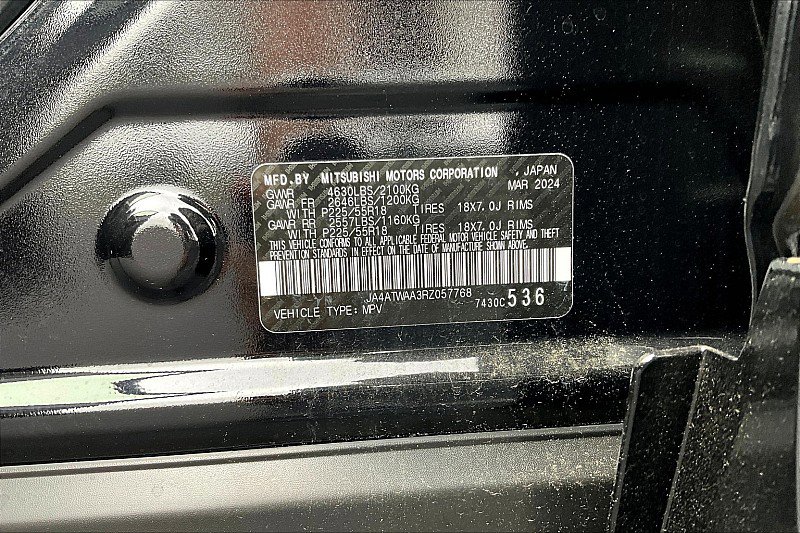 MFD.BY MITSUBISHI MOTORS CORPORATION , JAPAN
GVWR 4630LBS/2100KG MAR 2024
GAWR FR 2646LBS/1200KG
WITH P225/55R18 TIRES 18X7.0J RIMS
GAWR RR 2557LBS/1160KG
WITH P225/55R18 TIRES 18X7.0J RIMS
THIS VEHICLE CONFORMS TO ALL APPLICABLE FEDERAL MOTOR VEHICLE SAFETY AND THEFT
PREVENTION STANDARDS IN EFFECT ON THE DATE OF MANUFACTURE SHOWN ABOVE.
JA4ATWAA3RZ057768
VEHICLE TYPE: MPV 7430C 536